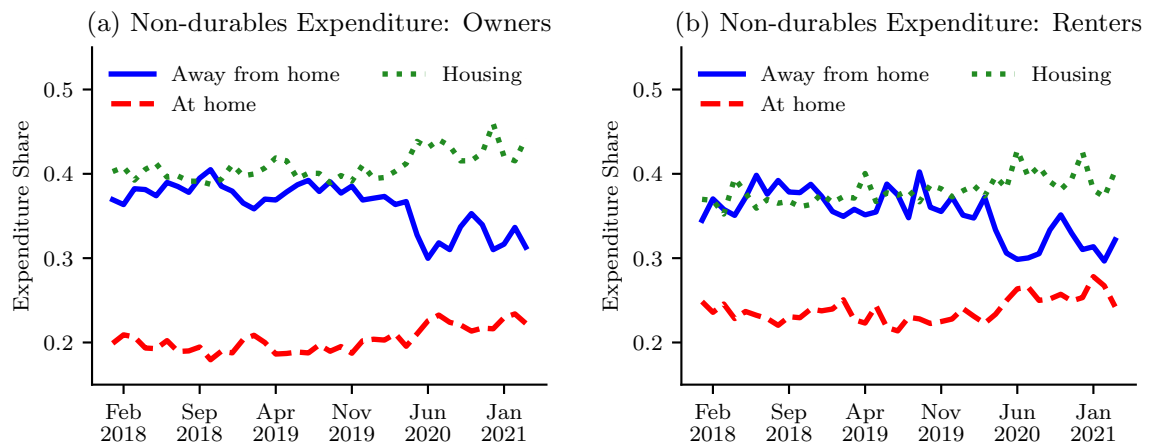 (a) Non-durables Expenditure: Owners
Expenditure Share
0.5
0.4
0.3
0.2
Away from home
At home
Housing
Feb
2018
Sep
2018
Apr
2019
Nov
2019
Jun
2020
Jan
2021
(b) Non-durables Expenditure: Renters
Expenditure Share
0.5
0.4
0.3
0.2
Away from home
At home
Housing
Feb
2018
Sep
2018
Apr
2019
Nov
2019
Jun
2020
Jan
2021